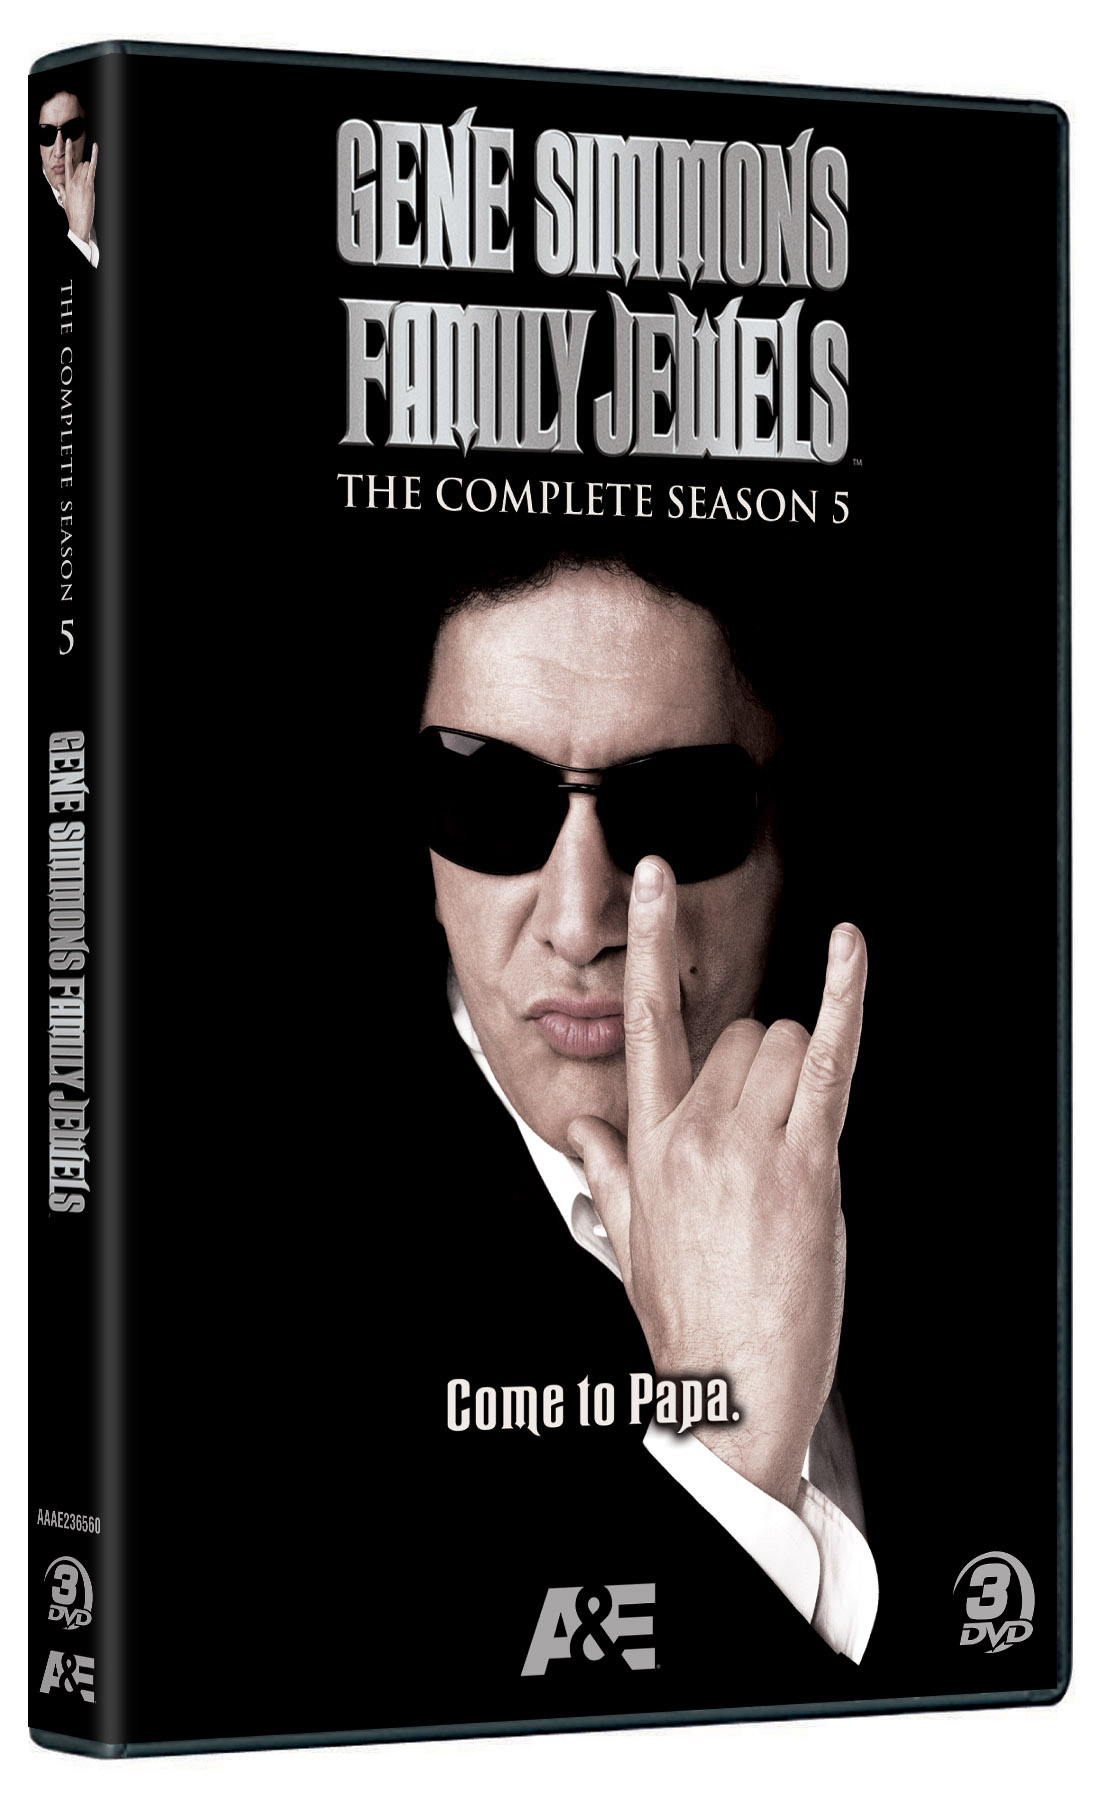 GENE SIMMONS
FAMILY JEWELS
™
THE COMPLETE SEASON 5
Come to Papa.
A&E
3
DVD
THE COMPLETE SEASON 5
GENE SIMMONS FAMILY JEWELS
AAAE236560
3
DVD
A&E